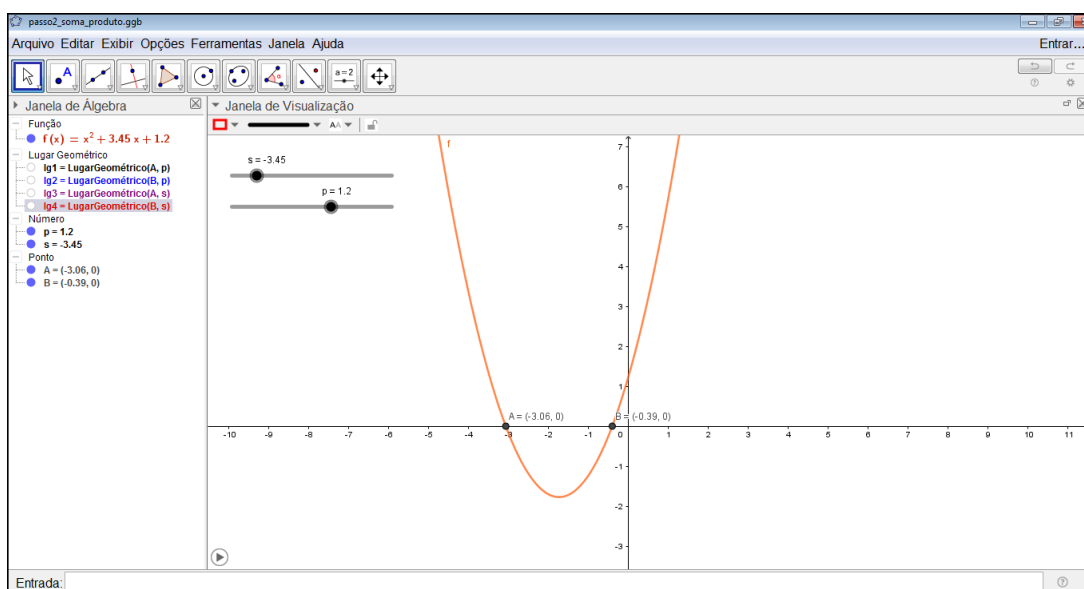 passo2_soma_produto.ggb
Arquivo Editar Exibir Opções Ferramentas Janela Ajuda
Entrar...
A
α
a = 2
Janela de Álgebra
Função
f (x) = x² + 3.45 x + 1.2
Lugar Geométrico
lg1 = LugarGeométrico(A, p)
lg2 = LugarGeométrico(B, p)
lg3 = LugarGeométrico(A, s)
lg4 = LugarGeométrico(B, s)
Número
p = 1.2
s = -3.45
Ponto
A = (-3.06, 0)
B = (-0.39, 0)
Janela de Visualização
AA
f
s = -3.45
p = 1.2
7
6
5
4
3
2
1
A = (-3.06, 0)
B = (-0.39, 0)
-10 -9 -8 -7 -6 -5 -4 -3 -2 -1 0 1 2 3 4 5 6 7 8 9 10 11
-1
-2
-3
Entrada: